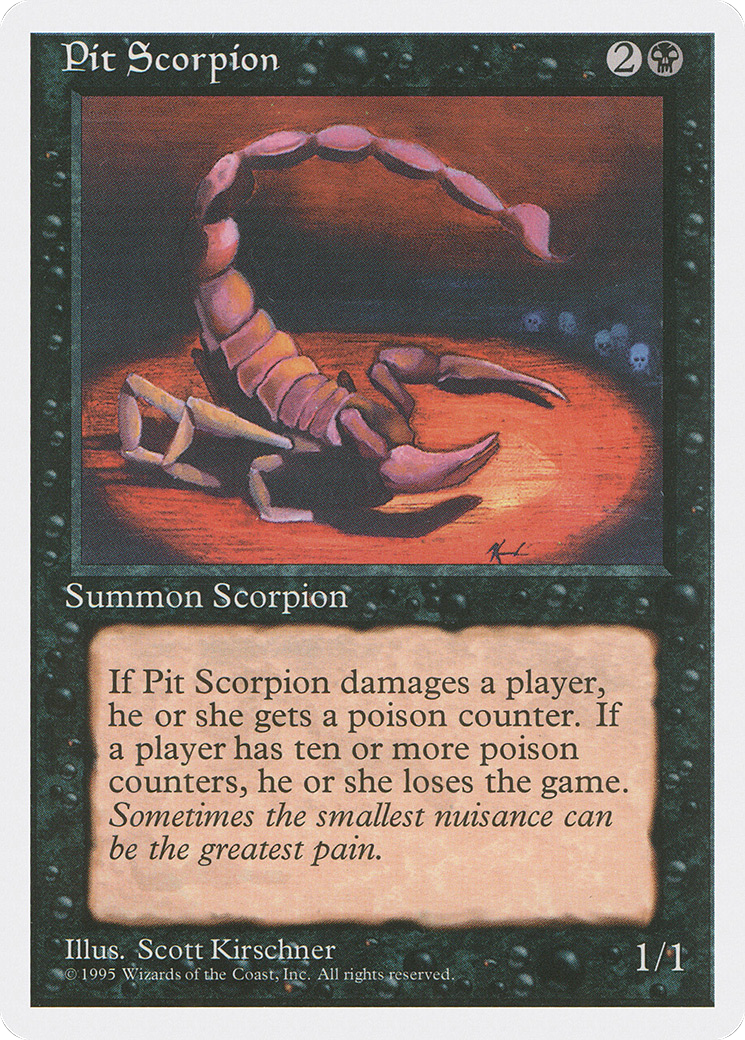 Pit Scorpion
2
Summon Scorpion
If Pit Scorpion damages a player,
he or she gets a poison counter. If
a player has ten or more poison
counters, he or she loses the game.
Sometimes the smallest nuisance can
be the greatest pain.
Illus. Scott Kirschner
1/1
© 1995 Wizards of the Coast, Inc. All rights reserved.